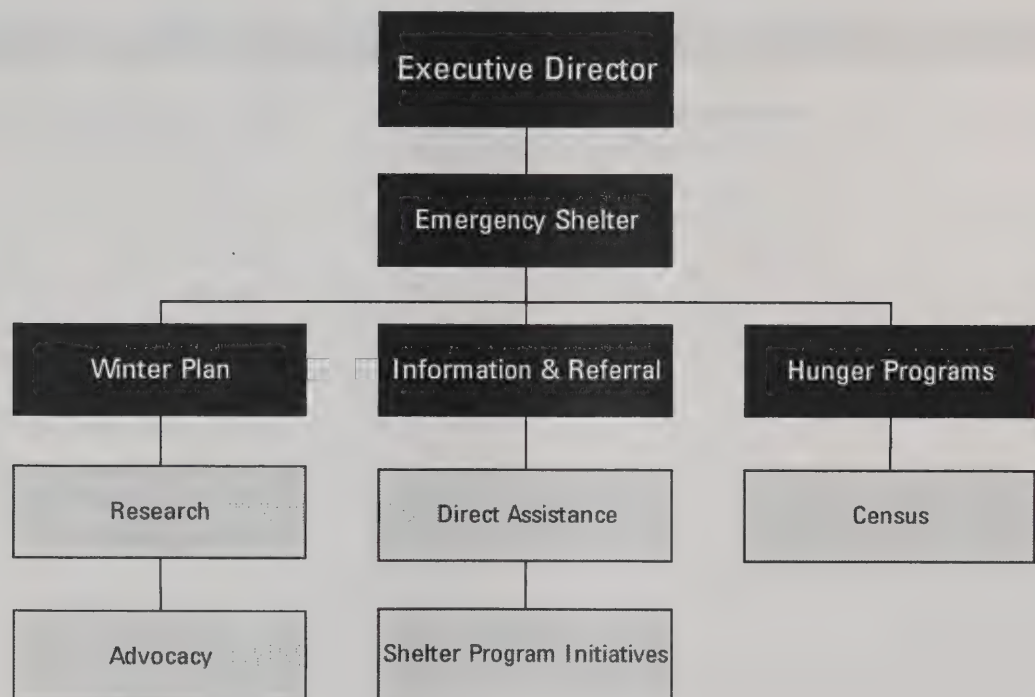 Executive Director
Emergency Shelter
Winter Plan
Information & Referral
Hunger Programs
Research
Direct Assistance
Census
Advocacy
Shelter Program Initiatives